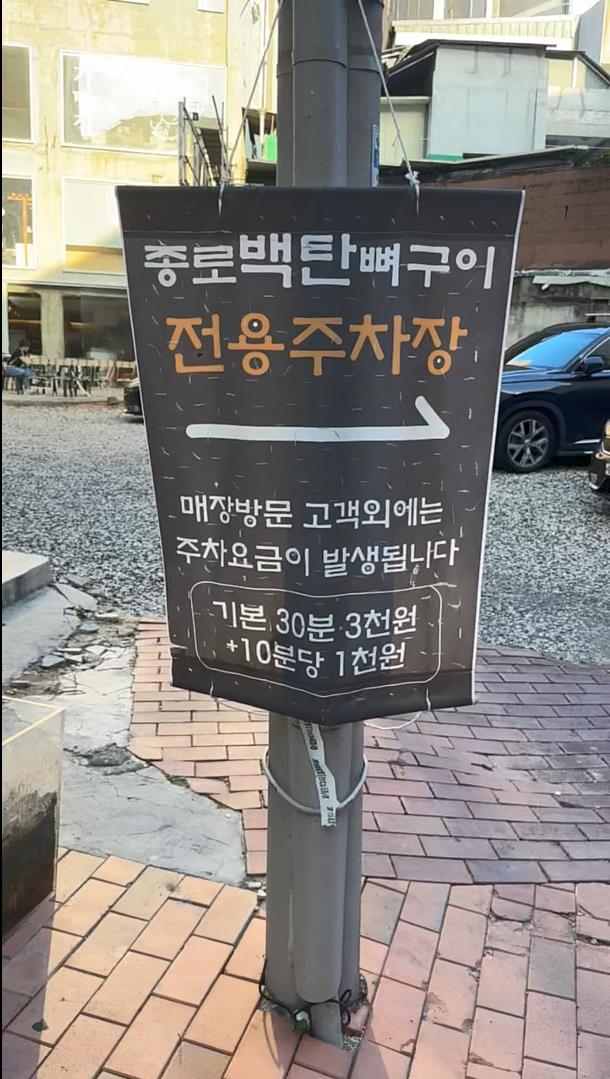 종로백탄뼈구이
전용주차장
매장방문 고객외에는
주차요금이 발생됩니다
기본 30분 3천원
+10분당 1천원